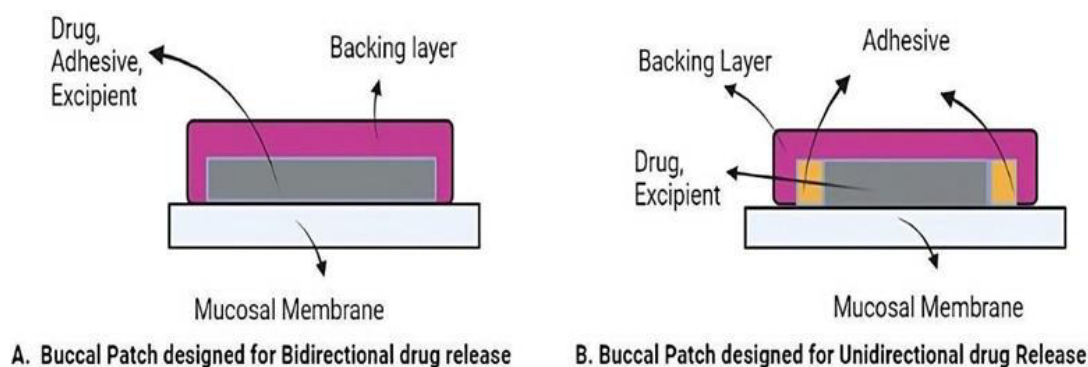 Drug,
Adhesive,
Excipient
Backing layer
Mucosal Membrane
A. Buccal Patch designed for Bidirectional drug release
Backing Layer
Adhesive
Drug,
Excipient
Mucosal Membrane
B. Buccal Patch designed for Unidirectional drug Release